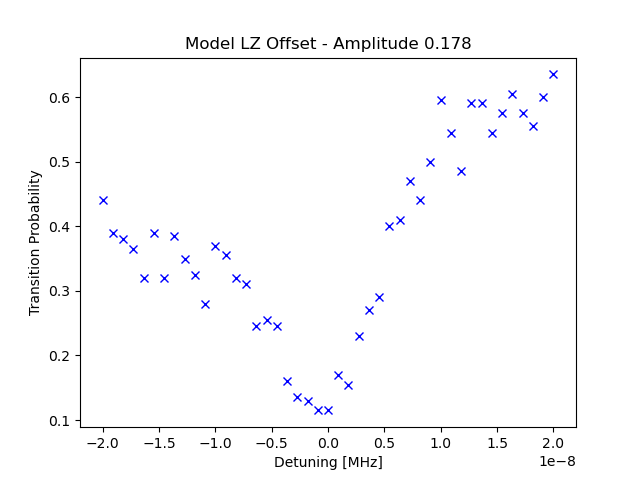 Model LZ Offset - Amplitude 0.178
Transition Probability
0.6
0.5
0.4
0.3
0.2
0.1
−2.0 −1.5 −1.0 −0.5 0.0 0.5 1.0 1.5 2.0
1e−8
Detuning [MHz]